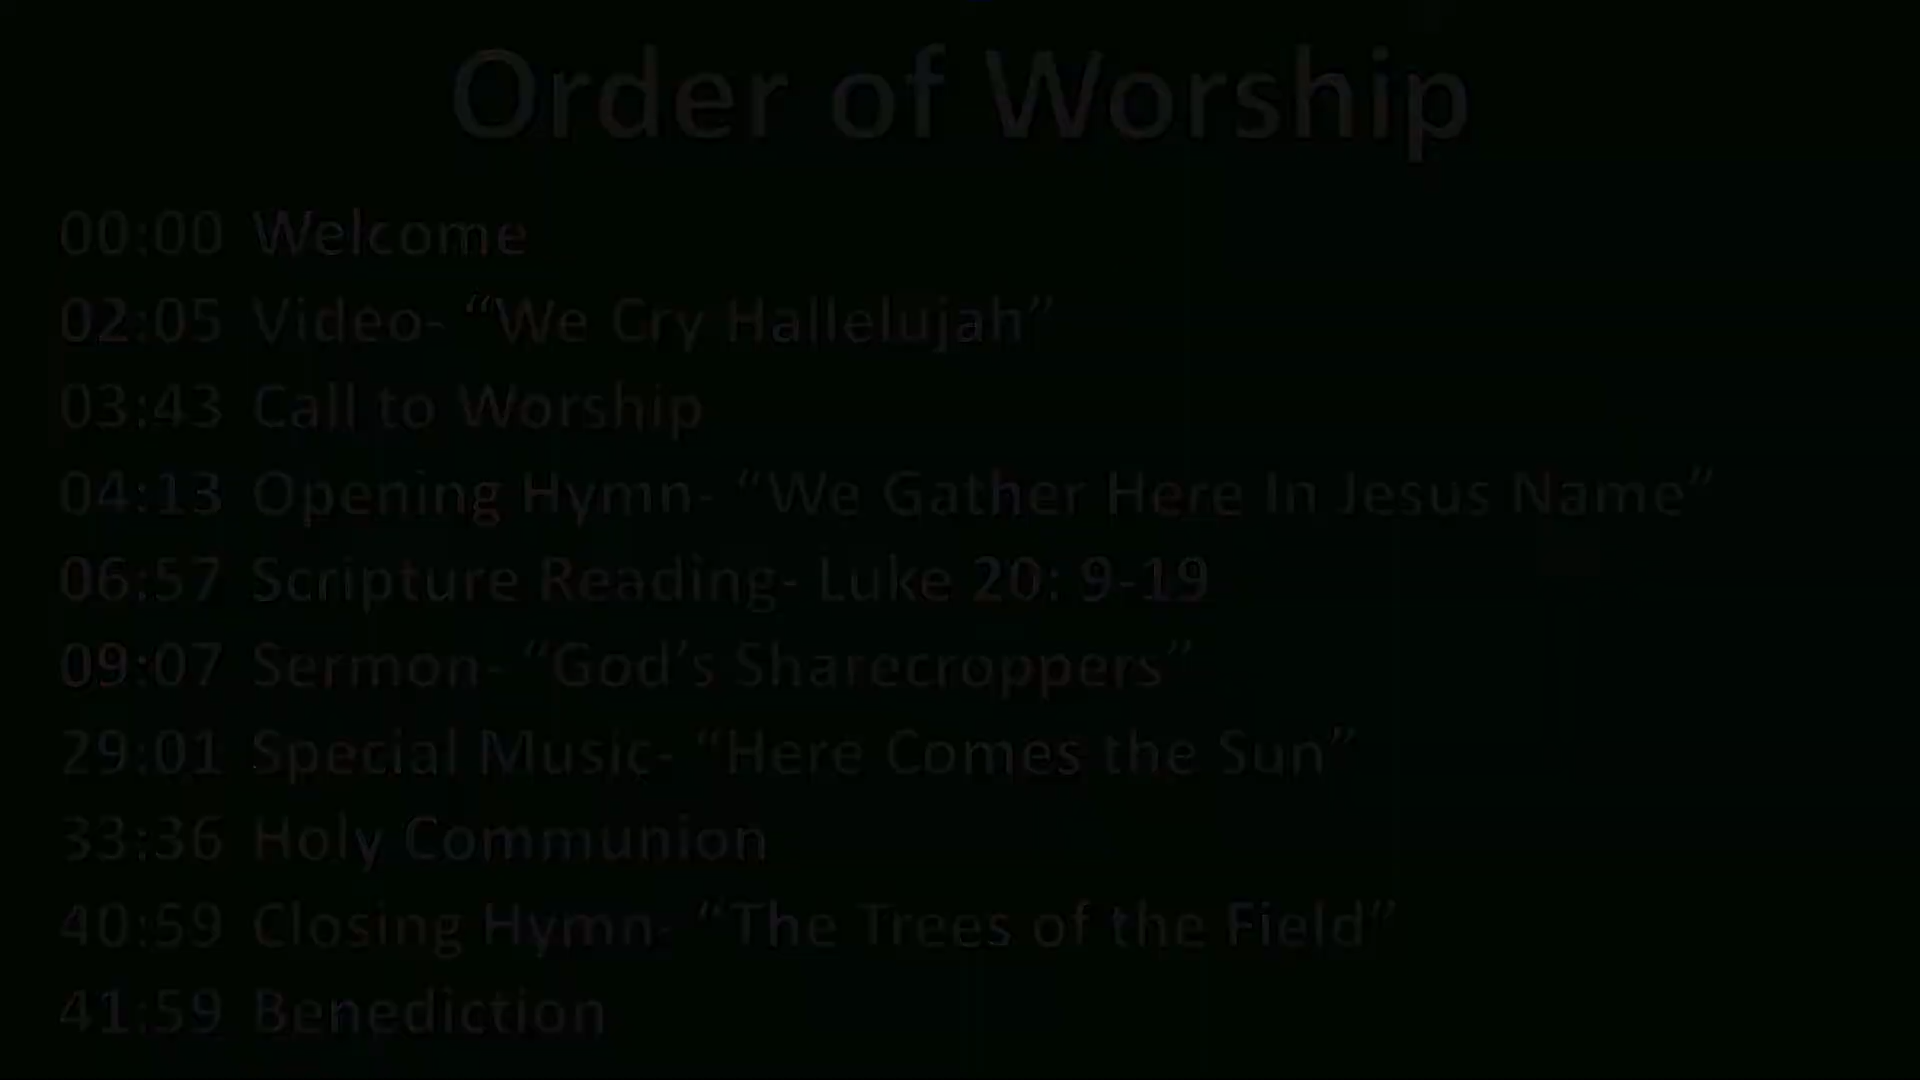 Order of Worship
00:00 Welcome
02:05 Video- “We Cry Hallelujah”
03:43 Call to Worship
04:13 Opening Hymn- “We Gather Here In Jesus Name”
06:57 Scripture Reading- Luke 20: 9-19
09:07 Sermon- “God’s Sharecroppers”
29:01 Special Music- “Here Comes the Sun”
33:36 Holy Communion
40:59 Closing Hymn- “The Trees of the Field”
41:59 Benediction